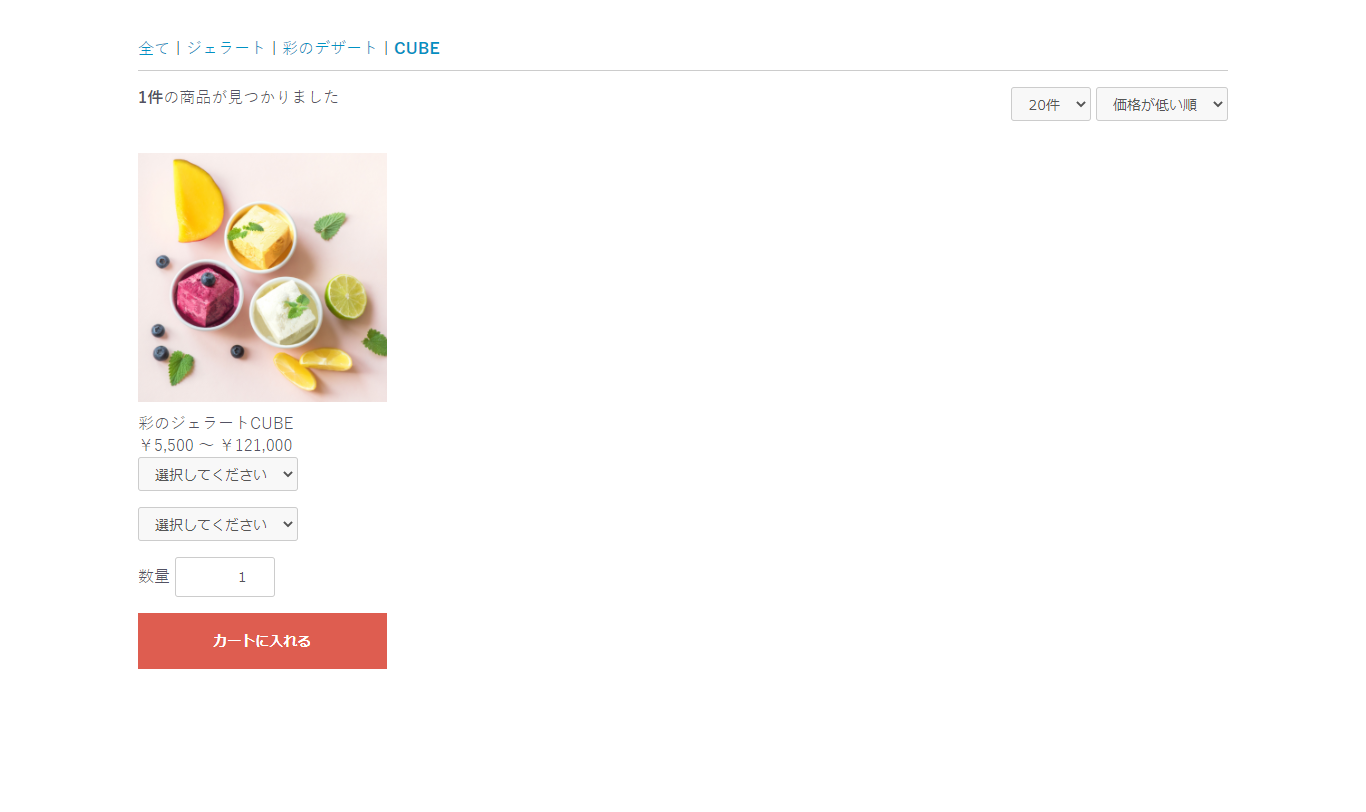 全て | ジェラート | 彩のデザート | CUBE
1件の商品が見つかりました
20件 価格が低い順
彩のジェラートCUBE
￥5,500 ～ ￥121,000
選択してください
選択してください
数量 1
カートに入れる